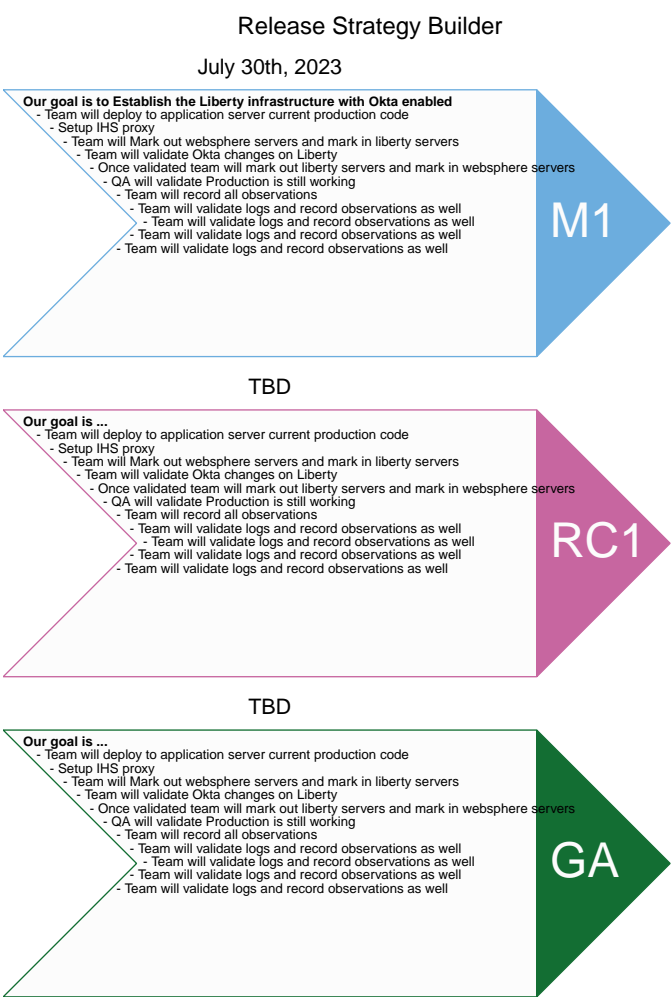 Release Strategy Builder
July 30th, 2023
Our goal is to Establish the Liberty infrastructure with Okta enabled
- Team will deploy to application server current production code
- Setup IHS proxy
- Team will Mark out websphere servers and mark in liberty servers
- Team will validate Okta changes on Liberty
- Once validated team will mark out liberty servers and mark in websphere servers
- QA will validate Production is still working
- Team will record all observations
- Team will validate logs and record observations as well
- Team will validate logs and record observations as well
- Team will validate logs and record observations as well
- Team will validate logs and record observations as well
M1
TBD
Our goal is ...
- Team will deploy to application server current production code
- Setup IHS proxy
- Team will Mark out websphere servers and mark in liberty servers
- Team will validate Okta changes on Liberty
- Once validated team will mark out liberty servers and mark in websphere servers
- QA will validate Production is still working
- Team will record all observations
- Team will validate logs and record observations as well
- Team will validate logs and record observations as well
- Team will validate logs and record observations as well
- Team will validate logs and record observations as well
RC1
TBD
Our goal is ...
- Team will deploy to application server current production code
- Setup IHS proxy
- Team will Mark out websphere servers and mark in liberty servers
- Team will validate Okta changes on Liberty
- Once validated team will mark out liberty servers and mark in websphere servers
- QA will validate Production is still working
- Team will record all observations
- Team will validate logs and record observations as well
- Team will validate logs and record observations as well
- Team will validate logs and record observations as well
- Team will validate logs and record observations as well
GA